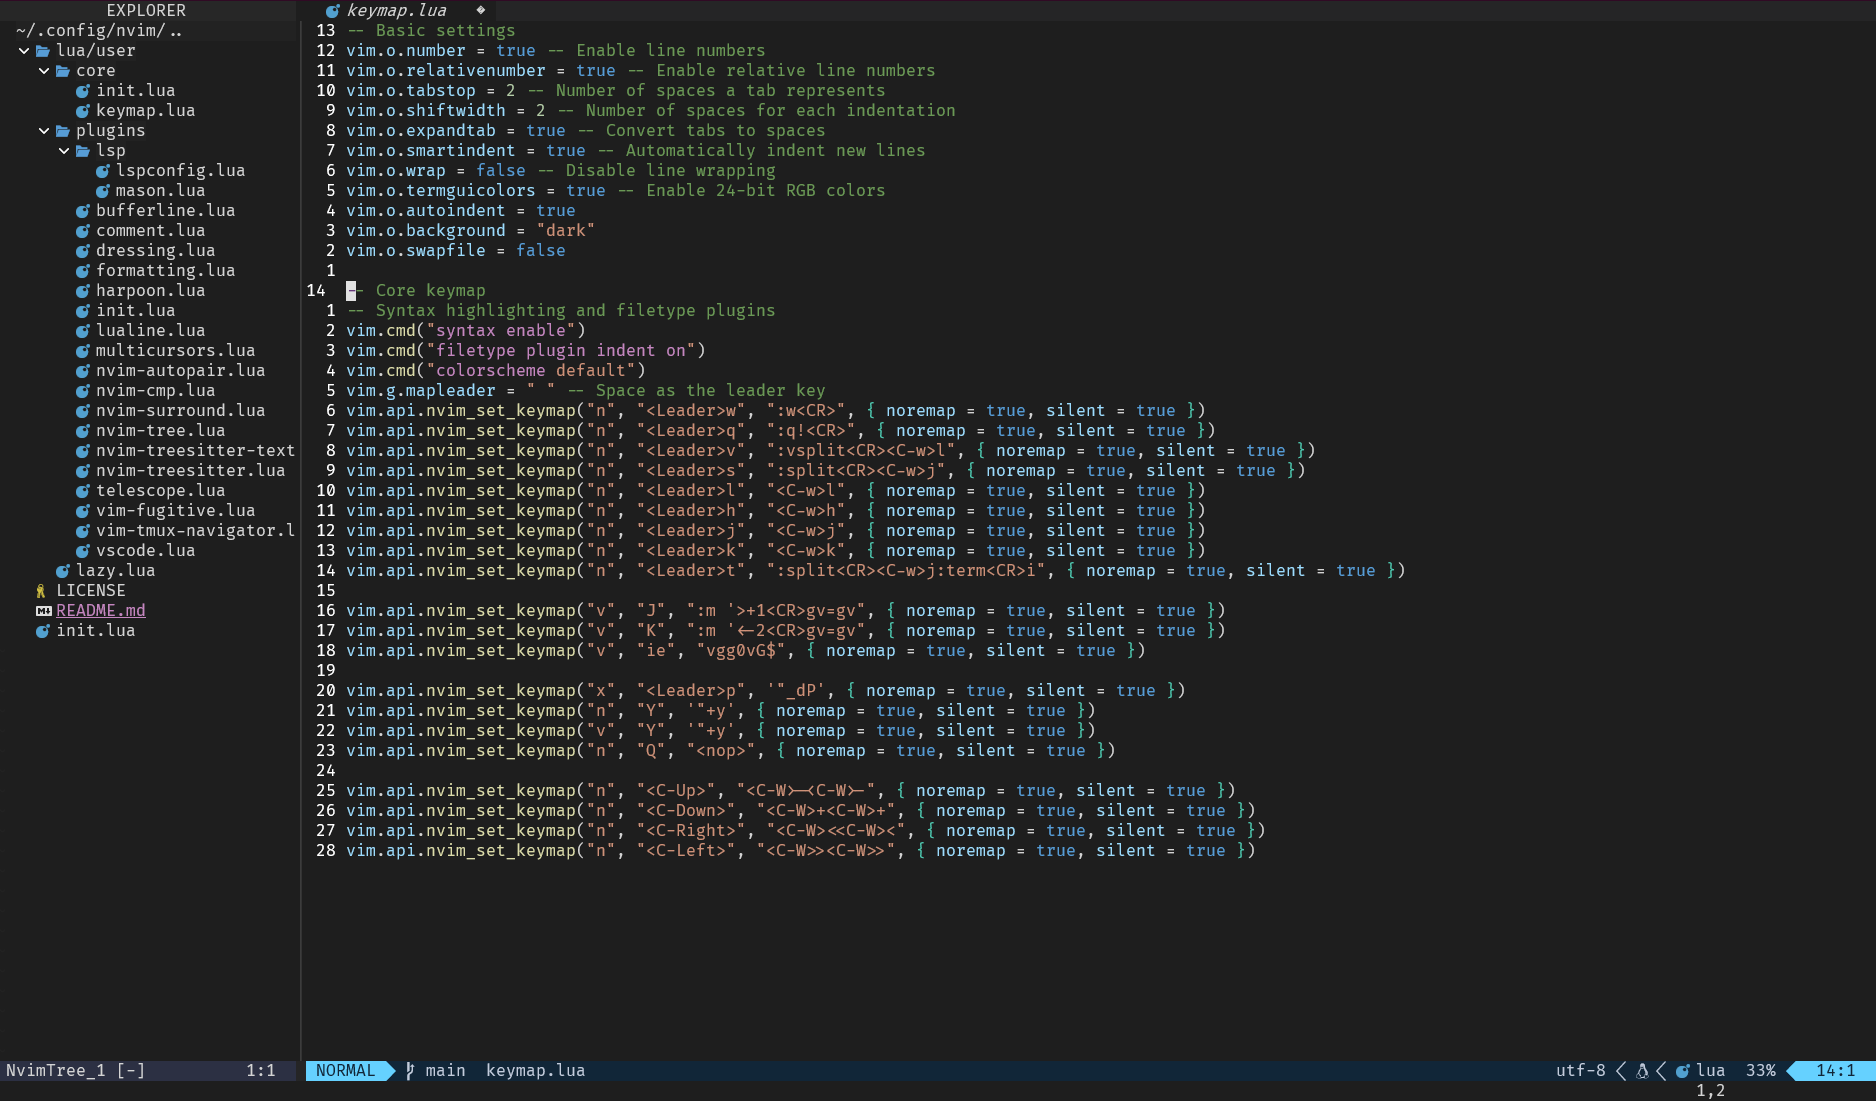 EXPLORER
~/.config/nvim/..
lua/user
core
init.lua
keymap.lua
plugins
lsp
lspconfig.lua
mason.lua
bufferline.lua
comment.lua
dressing.lua
formatting.lua
harpoon.lua
init.lua
lualine.lua
multicursors.lua
nvim-autopair.lua
nvim-cmp.lua
nvim-surround.lua
nvim-tree.lua
nvim-treesitter-text
nvim-treesitter.lua
telescope.lua
vim-fugitive.lua
vim-tmux-navigator.l
vscode.lua
lazy.lua
LICENSE
README.md
init.lua
NvimTree_1 [-] 1:1
keymap.lua
13 -- Basic settings
12 vim.o.number = true -- Enable line numbers
11 vim.o.relativenumber = true -- Enable relative line numbers
10 vim.o.tabstop = 2 -- Number of spaces a tab represents
9 vim.o.shiftwidth = 2 -- Number of spaces for each indentation
8 vim.o.expandtab = true -- Convert tabs to spaces
7 vim.o.smartindent = true -- Automatically indent new lines
6 vim.o.wrap = false -- Disable line wrapping
5 vim.o.termguicolors = true -- Enable 24-bit RGB colors
4 vim.o.autoindent = true
3 vim.o.background = "dark"
2 vim.o.swapfile = false
1
14 -- Core keymap
1 -- Syntax highlighting and filetype plugins
2 vim.cmd("syntax enable")
3 vim.cmd("filetype plugin indent on")
4 vim.cmd("colorscheme default")
5 vim.g.mapleader = " " -- Space as the leader key
6 vim.api.nvim_set_keymap("n", "<Leader>w", ":w<CR>", { noremap = true, silent = true })
7 vim.api.nvim_set_keymap("n", "<Leader>q", ":q!<CR>", { noremap = true, silent = true })
8 vim.api.nvim_set_keymap("n", "<Leader>v", ":vsplit<CR><C-w>l", { noremap = true, silent = true })
9 vim.api.nvim_set_keymap("n", "<Leader>s", ":split<CR><C-w>j", { noremap = true, silent = true })
10 vim.api.nvim_set_keymap("n", "<Leader>l", "<C-w>l", { noremap = true, silent = true })
11 vim.api.nvim_set_keymap("n", "<Leader>h", "<C-w>h", { noremap = true, silent = true })
12 vim.api.nvim_set_keymap("n", "<Leader>j", "<C-w>j", { noremap = true, silent = true })
13 vim.api.nvim_set_keymap("n", "<Leader>k", "<C-w>k", { noremap = true, silent = true })
14 vim.api.nvim_set_keymap("n", "<Leader>t", ":split<CR><C-w>j:term<CR>i", { noremap = true, silent = true })
15
16 vim.api.nvim_set_keymap("v", "J", ":m '>+1<CR>gv=gv", { noremap = true, silent = true })
17 vim.api.nvim_set_keymap("v", "K", ":m '<-2<CR>gv=gv", { noremap = true, silent = true })
18 vim.api.nvim_set_keymap("v", "ie", "vgg0vG$", { noremap = true, silent = true })
19
20 vim.api.nvim_set_keymap("x", "<Leader>p", '"_dP', { noremap = true, silent = true })
21 vim.api.nvim_set_keymap("n", "Y", '"+y', { noremap = true, silent = true })
22 vim.api.nvim_set_keymap("v", "Y", '"+y', { noremap = true, silent = true })
23 vim.api.nvim_set_keymap("n", "Q", "<nop>", { noremap = true, silent = true })
24
25 vim.api.nvim_set_keymap("n", "<C-Up>", "<C-W>-<C-W>-", { noremap = true, silent = true })
26 vim.api.nvim_set_keymap("n", "<C-Down>", "<C-W>+<C-W>+", { noremap = true, silent = true })
27 vim.api.nvim_set_keymap("n", "<C-Right>", "<C-W><<C-W><", { noremap = true, silent = true })
28 vim.api.nvim_set_keymap("n", "<C-Left>", "<C-W>><C-W>>", { noremap = true, silent = true })
NORMAL main keymap.lua utf-8 lua 33% 14:1
1,2